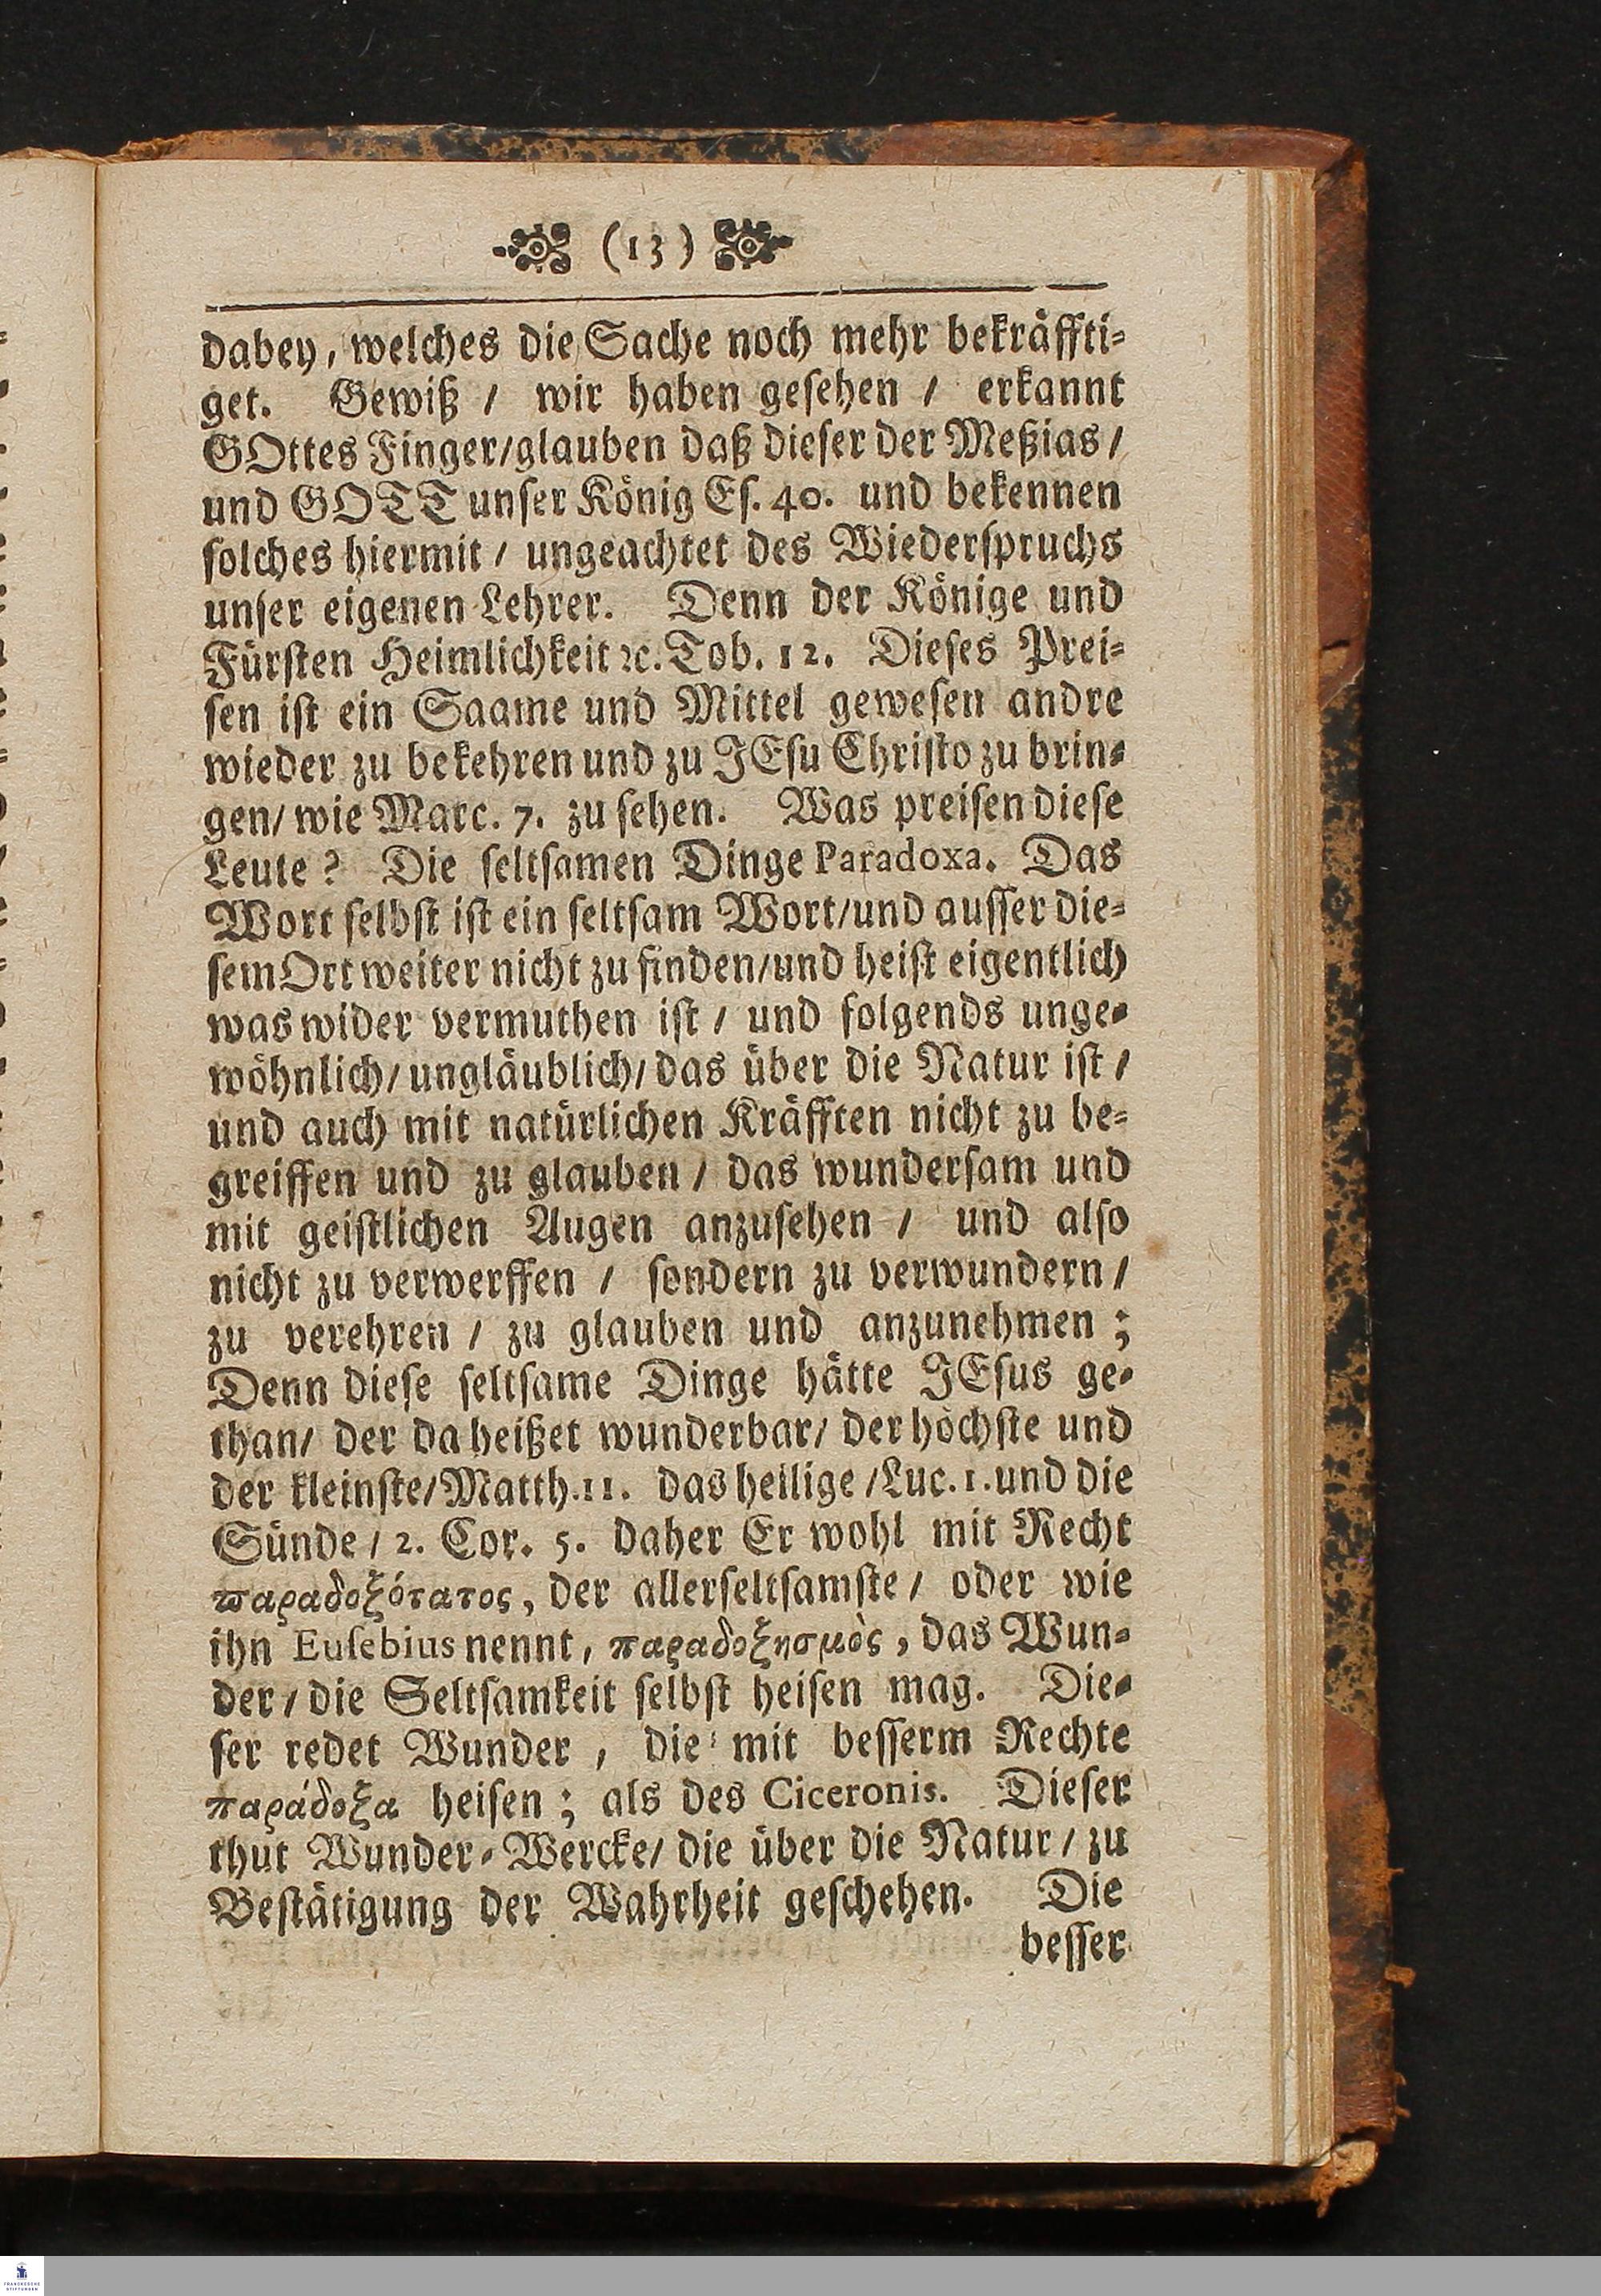 (13)
dabey, welches die Sache noch mehr bekräffti-
get. Gewiß / wir haben gesehen / erkannt
GOttes Finger/glauben daß dieser der Meßias /
und GOTT unser König Es. 40. und bekennen
solches hiermit / ungeachtet des Wiederspruchs
unser eigenen Lehrer. Denn der Könige und
Fürsten Heimlichkeit ꝛc. Tob. 12. Dieses Prei-
sen ist ein Saame und Mittel gewesen andre
wieder zu bekehren und zu JEsu Christo zu brin-
gen/ wie Marc. 7. zu sehen. Was preisen diese
Leute? Die seltsamen Dinge Paradoxa. Das
Wort selbst ist ein seltsam Wort/und ausser die-
sem Ort weiter nicht zu finden/und heist eigentlich
was wider vermuthen ist / und folgends unge-
wöhnlich/ ungläublich/ das über die Natur ist /
und auch mit natürlichen Kräfften nicht zu be-
greiffen und zu glauben / das wundersam und
mit geistlichen Augen anzusehen / und also
nicht zu verwerffen / sondern zu verwundern /
zu verehren / zu glauben und anzunehmen ;
Denn diese seltsame Dinge hätte JEsus ge-
than/ der da heißet wunderbar/ der höchste und
der kleinste/Matth. 11. das heilige /Luc. 1. und die
Sünde / 2. Cor. 5. daher Er wohl mit Recht
ϖαραδοξότατος, der allerseltsamste / oder wie
ihn Eusebius nennt, παραδοξησμὸς, das Wun-
der / die Seltsamkeit selbst heisen mag. Die-
ser redet Wunder , die mit besserm Rechte
παράδοξα heisen ; als des Ciceronis. Dieser
thut Wunder-Wercke/ die über die Natur / zu
Bestätigung der Wahrheit geschehen. Die
besser
FRANCKESCHE
STIFTUNGEN